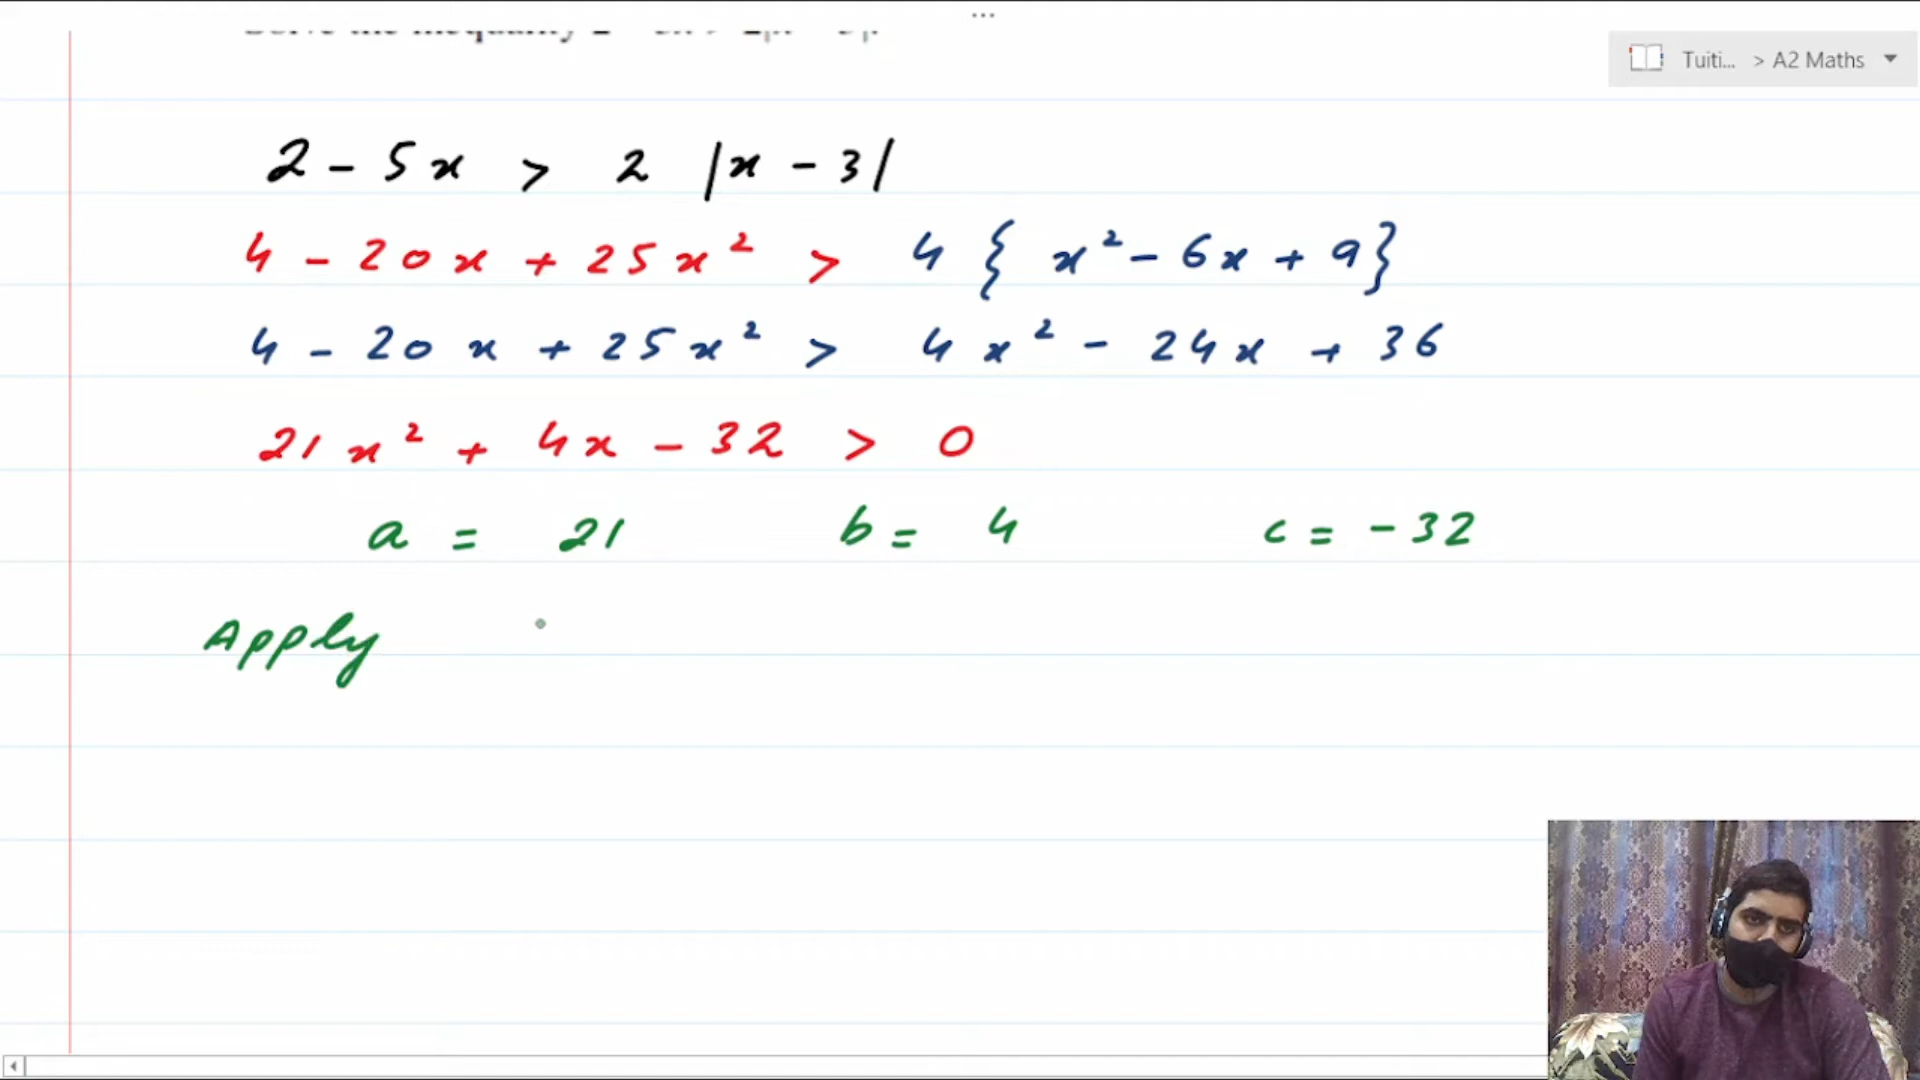 ...
Tuiti... > A2 Maths
2 - 5x > 2 |x - 3|
4 - 20x + 25x² > 4 { x² - 6x + 9}
4 - 20x + 25x² > 4x² - 24x + 36
21x² + 4x - 32 > 0
a = 21 b = 4 c = -32
Apply